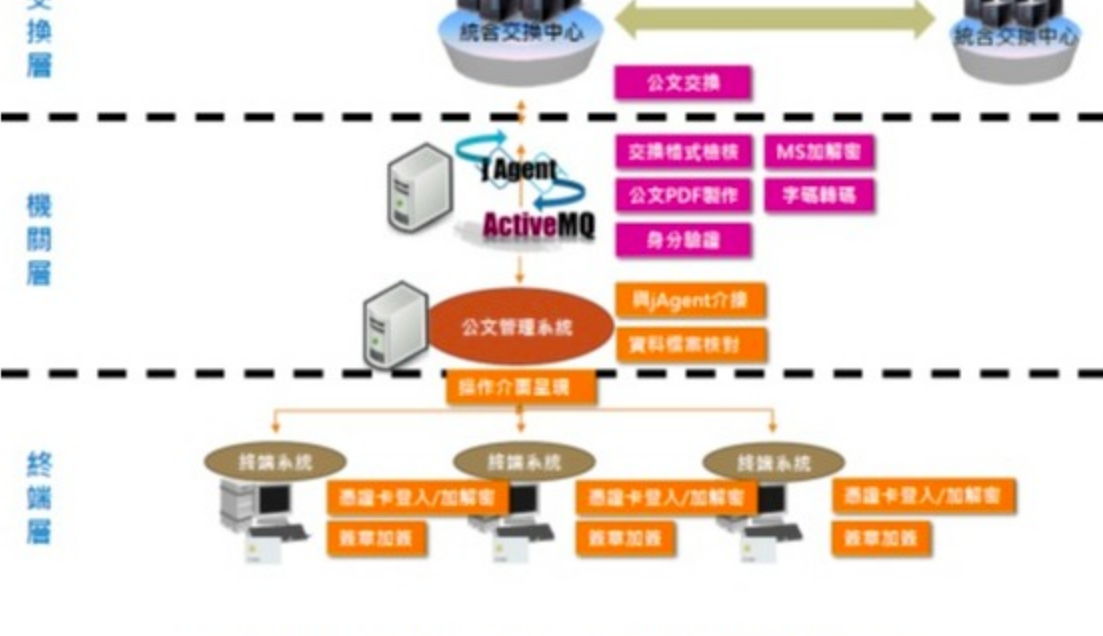 交
換
層
統合交換中心
統合交換中心
公文交換
機
關
層
jAgent
ActiveMQ
交換檔式檢核
MS加解密
公文PDF製作
字碼轉碼
身分驗證
公文管理系統
與jAgent介接
資料檔案核對
操作介面呈現
終
端
層
終端系統
終端系統
終端系統
憑證卡登入/加解密
憑證卡登入/加解密
憑證卡登入/加解密
簽章加簽
簽章加簽
簽章加簽